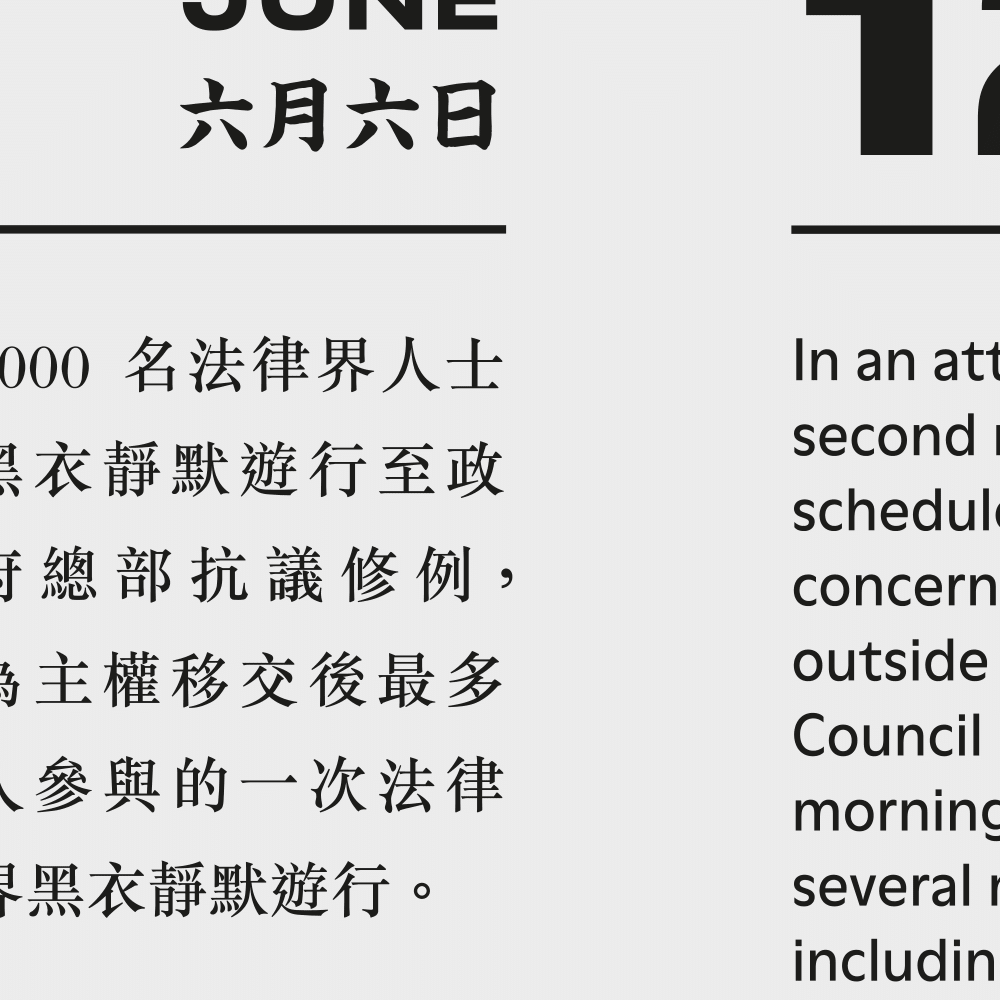 JUNE
六月六日
000 名法律界人士
黑衣靜默遊行至政
府總部抗議修例，
為主權移交後最多
人參與的一次法律
界黑衣靜默遊行。
12
In an att
second
schedul
concern
outside
Council
morning
several
includin